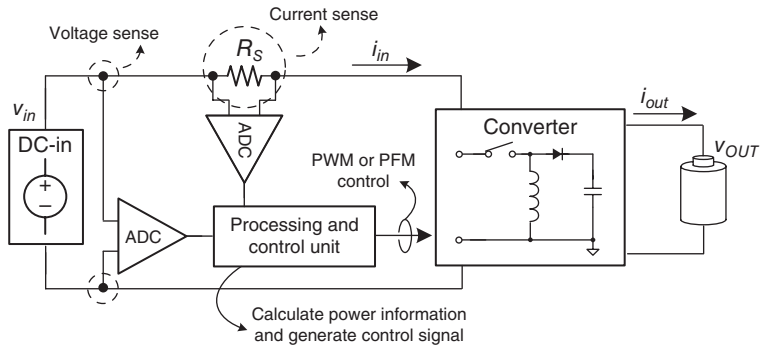 Voltage sense
Current sense
R_S
i_in
v_in
DC-in
+
−
ADC
ADC
PWM or PFM
control
Processing and
control unit
Converter
i_out
v_OUT
Calculate power information
and generate control signal